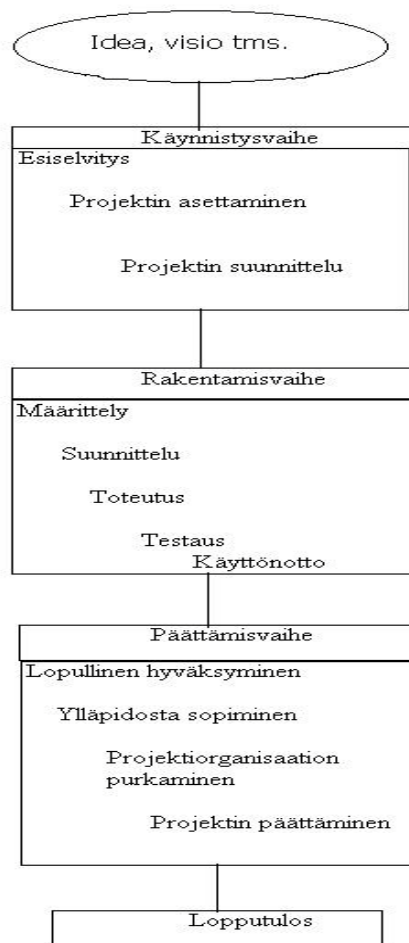 Idea, visio tms.
Käynnistysvaihe
Esiselvitys
Projektin asettaminen
Projektin suunnittelu
Rakentamisvaihe
Määrittely
Suunnittelu
Toteutus
Testaus
Käyttönotto
Päättämisvaihe
Lopullinen hyväksyminen
Ylläpidosta sopiminen
Projektiorganisaation
purkaminen
Projektin päättäminen
Lopputulos